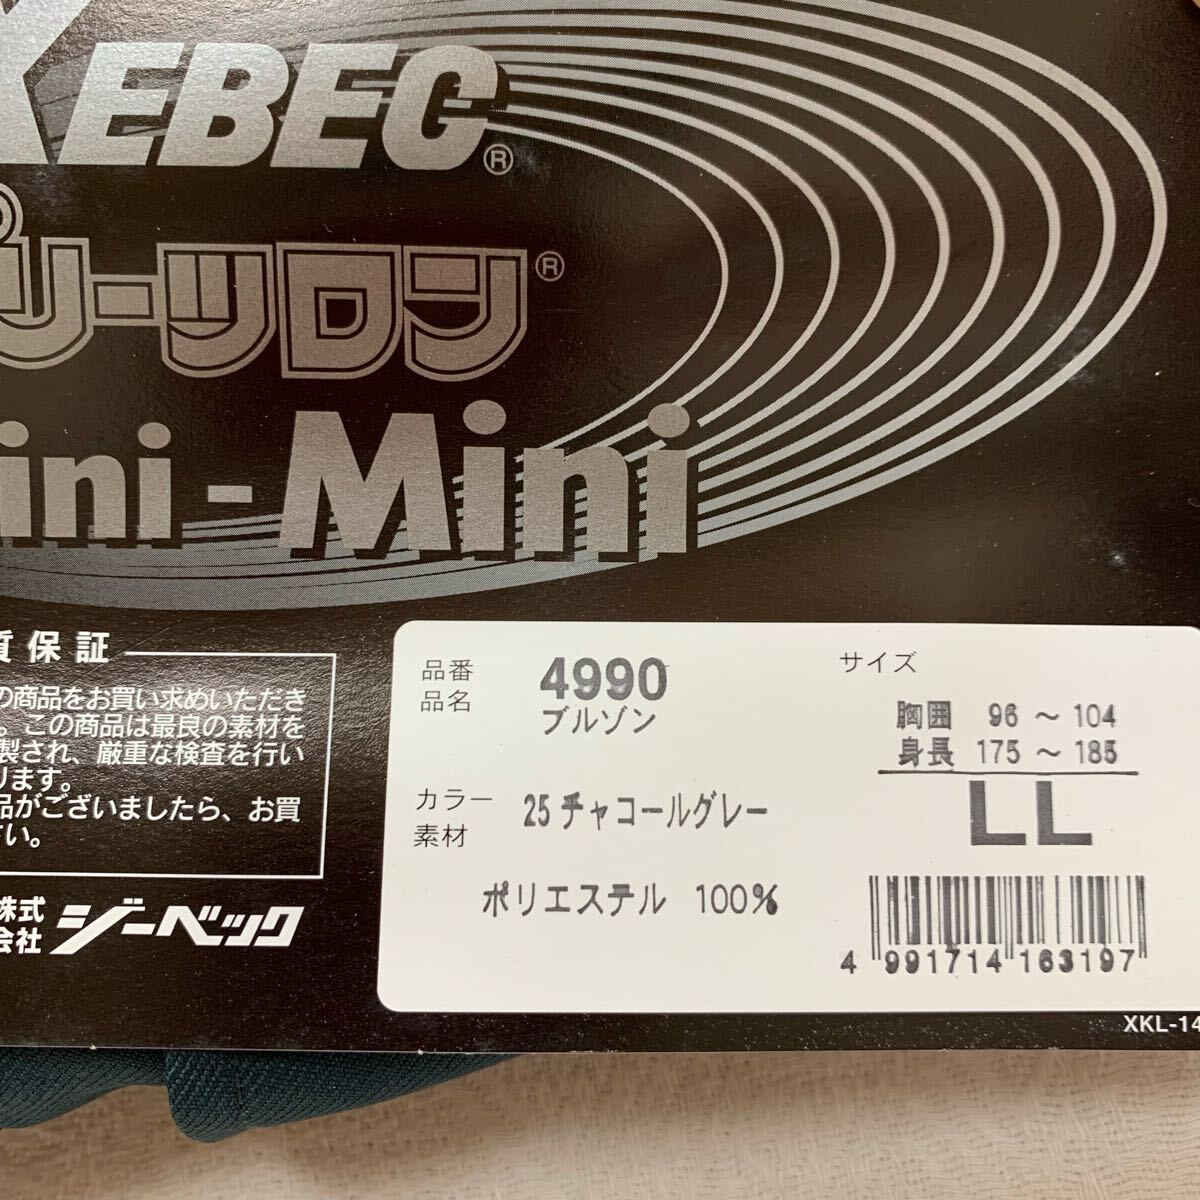 XEBEC®
プリーツロン®
Mini-Mini
質保証
の商品をお買い求めいただき
。この商品は最良の素材を
製され、厳重な検査を行い
ります。
品がございましたら、お買
さい。
株式
会社 ジーベック
品番 4990
品名 ブルゾン
カラー 25 チャコールグレー
素材
ポリエステル 100%
サイズ
胸囲 96 ～ 104
身長 175 ～ 185
LL
4 991714 163197
XKL-14